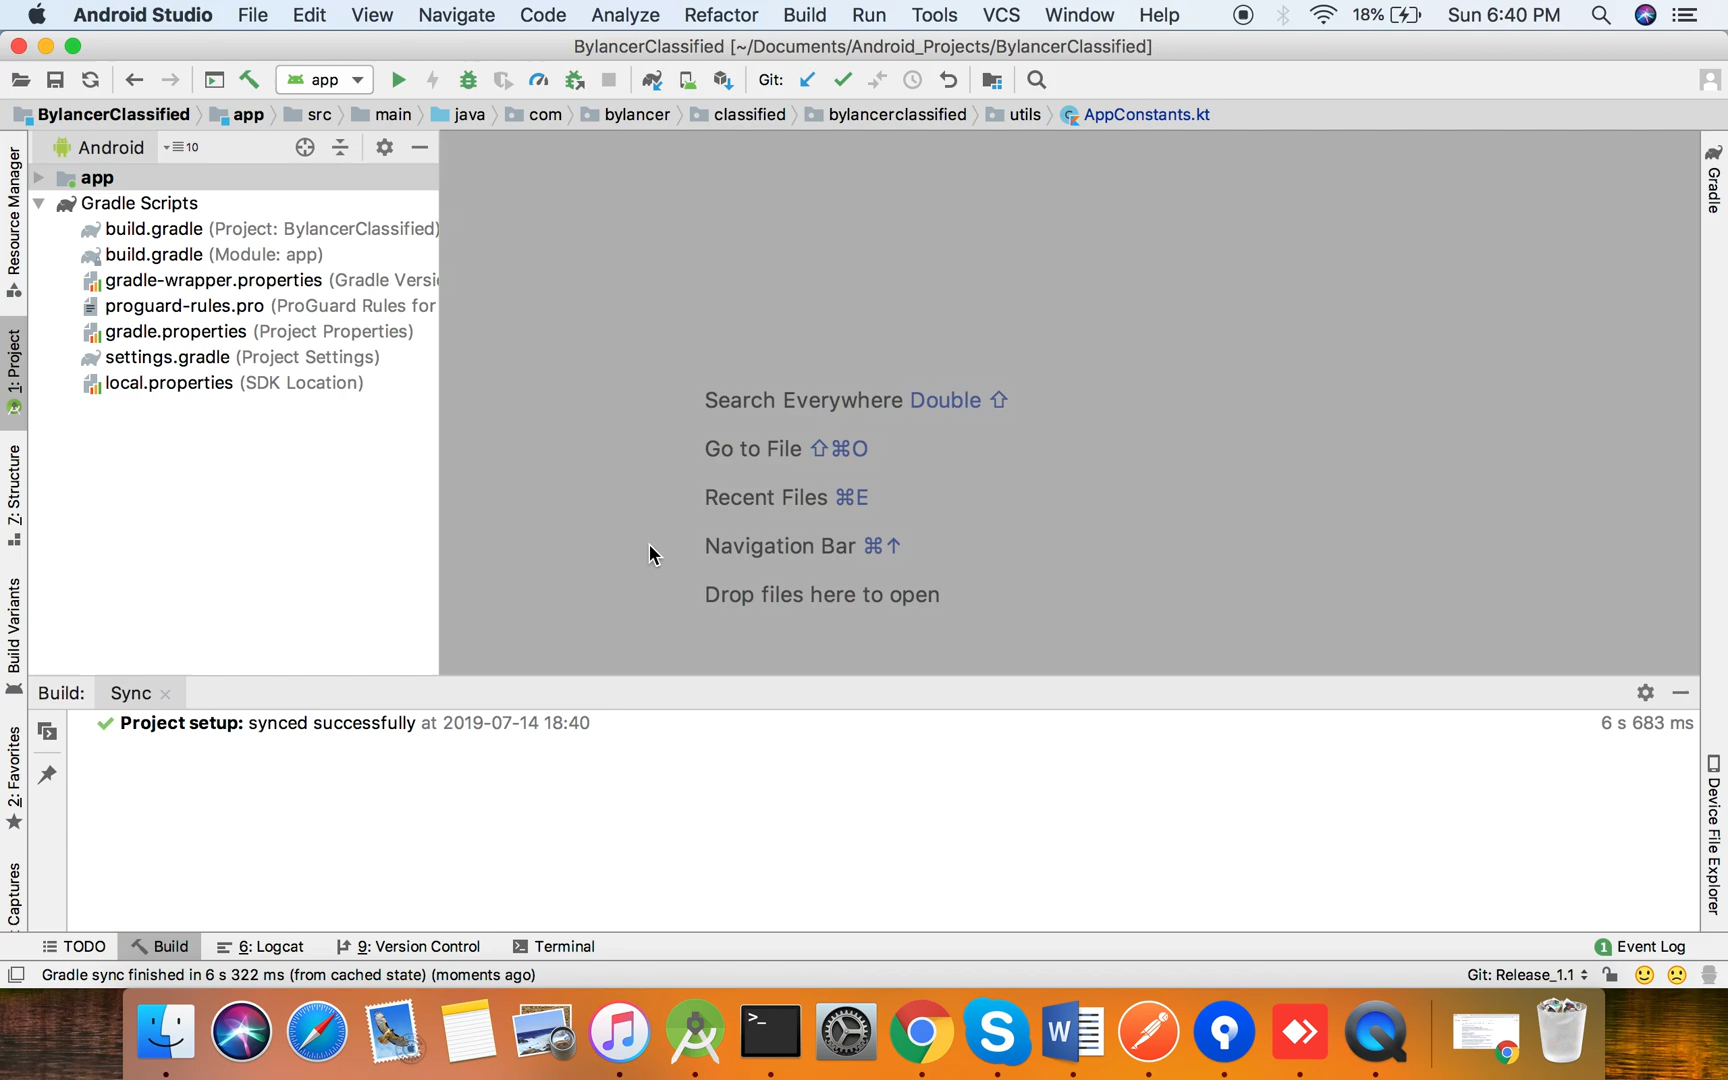 Android Studio File Edit View Navigate Code Analyze Refactor Build Run Tools VCS Window Help 18% Sun 6:40 PM
BylancerClassified [~/Documents/Android_Projects/BylancerClassified]
app Git:
BylancerClassified app src main java com bylancer classified bylancerclassified utils AppConstants.kt
Android 10
app
Gradle Scripts
build.gradle (Project: BylancerClassified)
build.gradle (Module: app)
gradle-wrapper.properties (Gradle Versi
proguard-rules.pro (ProGuard Rules for
gradle.properties (Project Properties)
settings.gradle (Project Settings)
local.properties (SDK Location)
Resource Manager
1: Project
7: Structure
Build Variants
2: Favorites
Captures
Search Everywhere Double ⇧
Go to File ⇧⌘O
Recent Files ⌘E
Navigation Bar ⌘↑
Drop files here to open
Gradle
Device File Explorer
Build: Sync
Project setup: synced successfully at 2019-07-14 18:40 6 s 683 ms
TODO Build 6: Logcat 9: Version Control Terminal 1 Event Log
Gradle sync finished in 6 s 322 ms (from cached state) (moments ago) Git: Release_1.1